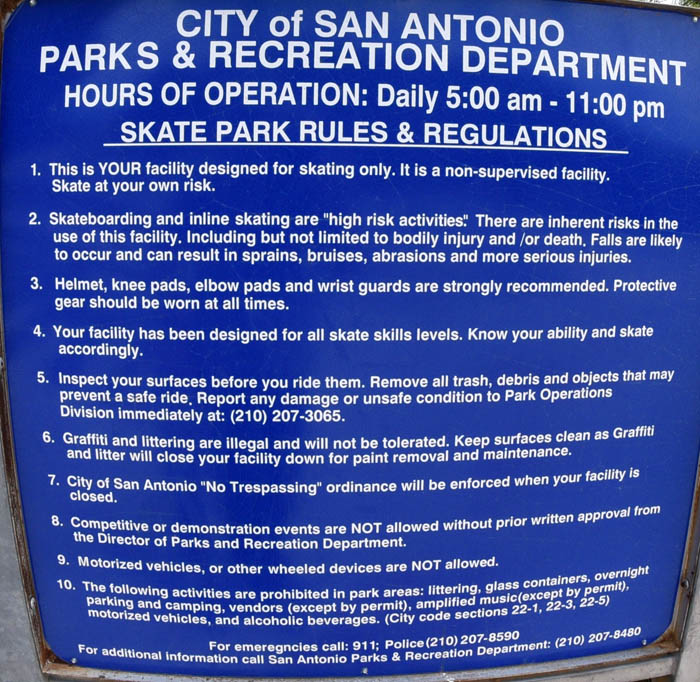 CITY of SAN ANTONIO
PARKS & RECREATION DEPARTMENT
HOURS OF OPERATION: Daily 5:00 am - 11:00 pm
SKATE PARK RULES & REGULATIONS
1. This is YOUR facility designed for skating only. It is a non-supervised facility.
Skate at your own risk.
2. Skateboarding and inline skating are "high risk activities." There are inherent risks in the
use of this facility. Including but not limited to bodily injury and /or death. Falls are likely
to occur and can result in sprains, bruises, abrasions and more serious injuries.
3. Helmet, knee pads, elbow pads and wrist guards are strongly recommended. Protective
gear should be worn at all times.
4. Your facility has been designed for all skate skills levels. Know your ability and skate
accordingly.
5. Inspect your surfaces before you ride them. Remove all trash, debris and objects that may
prevent a safe ride. Report any damage or unsafe condition to Park Operations
Division immediately at: (210) 207-3065.
6. Graffiti and littering are illegal and will not be tolerated. Keep surfaces clean as Graffiti
and litter will close your facility down for paint removal and maintenance.
7. City of San Antonio "No Trespassing" ordinance will be enforced when your facility is
closed.
8. Competitive or demonstration events are NOT allowed without prior written approval from
the Director of Parks and Recreation Department.
9. Motorized vehicles, or other wheeled devices are NOT allowed.
10. The following activities are prohibited in park areas: littering, glass containers, overnight
parking and camping, vendors (except by permit), amplified music(except by permit),
motorized vehicles, and alcoholic beverages. (City code sections 22-1, 22-3, 22-5)
For emeregncies call: 911; Police(210) 207-8590
For additional information call San Antonio Parks & Recreation Department: (210) 207-8480